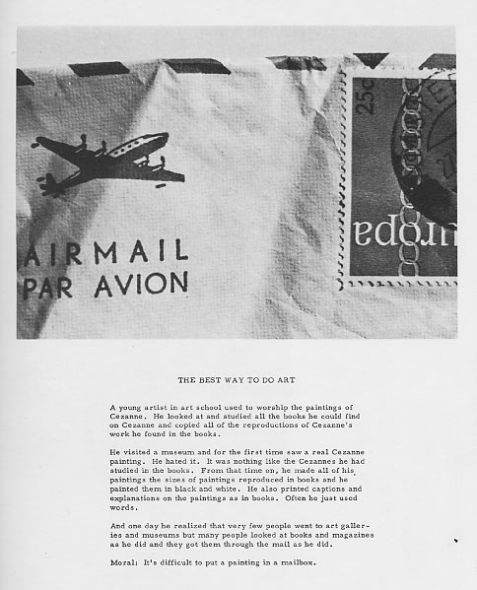 25c
AIRMAIL
PAR AVION
europa
THE BEST WAY TO DO ART
A young artist in art school used to worship the paintings of
Cezanne. He looked at and studied all the books he could find
on Cezanne and copied all of the reproductions of Cezanne's
work he found in the books.
He visited a museum and for the first time saw a real Cezanne
painting. He hated it. It was nothing like the Cezannes he had
studied in the books. From that time on, he made all of his
paintings the sizes of paintings reproduced in books and he
painted them in black and white. He also printed captions and
explanations on the paintings as in books. Often he just used
words.
And one day he realized that very few people went to art galler-
ies and museums but many people looked at books and magazines
as he did and they got them through the mail as he did.
Moral: It's difficult to put a painting in a mailbox.